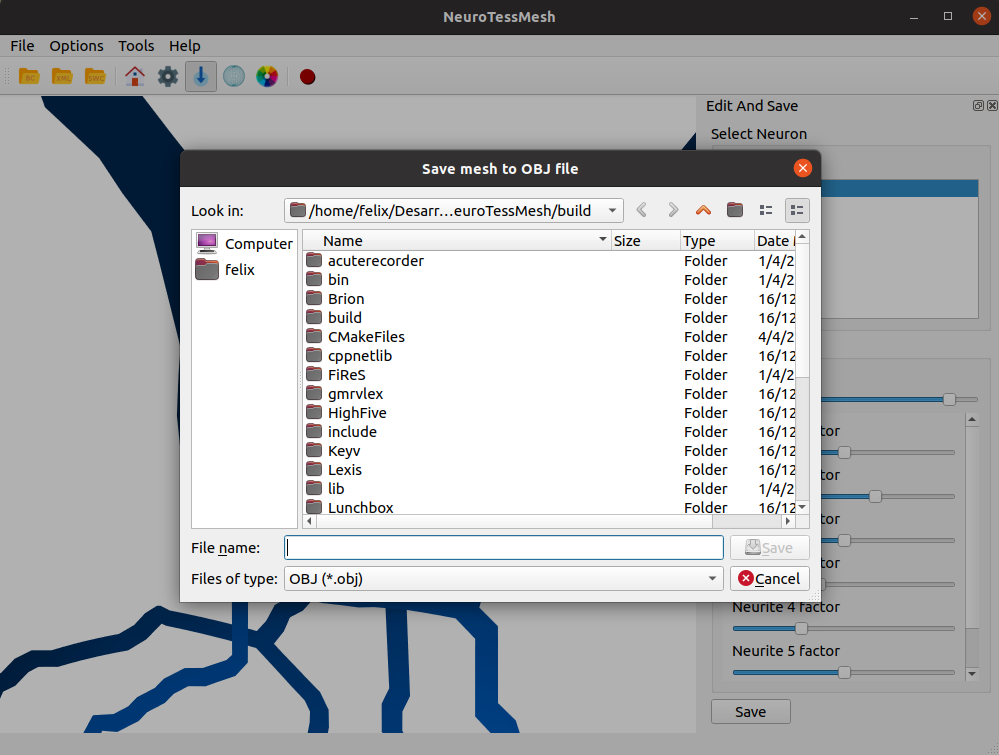 NeuroTessMesh
File Options Tools Help
NC XML SWC
Edit And Save
Select Neuron
Save mesh to OBJ file
Look in: /home/felix/Desarr…euroTessMesh/build
Computer
felix
Name Size Type Date
acuterecorder Folder 1/4/2
bin Folder 1/4/2
Brion Folder 16/12
build Folder 16/12
CMakeFiles Folder 4/4/2
cppnetlib Folder 16/12
FiReS Folder 1/4/2
gmrvlex Folder 16/12
HighFive Folder 16/12
include Folder 16/12
Keyv Folder 16/12
Lexis Folder 16/12
lib Folder 1/4/2
Lunchbox Folder 16/12
File name: Save
Files of type: OBJ (*.obj) Cancel
tor
tor
tor
tor
Neurite 4 factor
Neurite 5 factor
Save